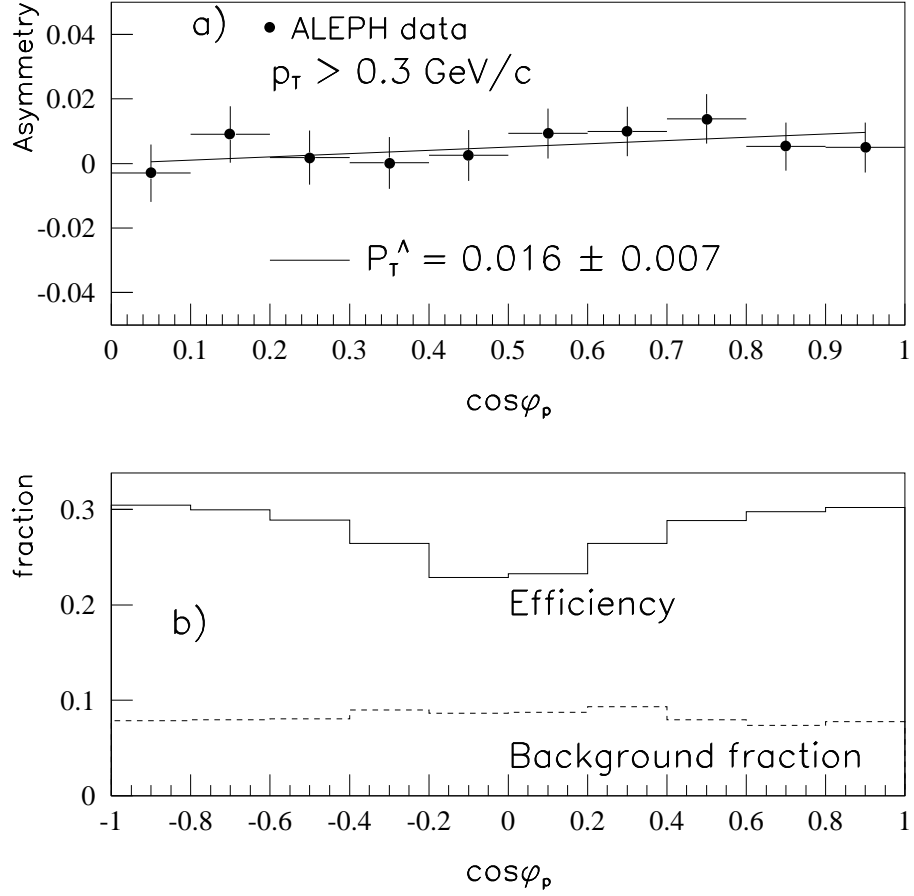 a) ● ALEPH data
p_T > 0.3 GeV/c
Asymmetry
0.04
0.02
0
-0.02
-0.04
P_T^Λ = 0.016 ± 0.007
0 0.1 0.2 0.3 0.4 0.5 0.6 0.7 0.8 0.9 1
cosφ_p
fraction
0.3
0.2
0.1
0
Efficiency
b)
Background fraction
-1 -0.8 -0.6 -0.4 -0.2 0 0.2 0.4 0.6 0.8 1
cosφ_p